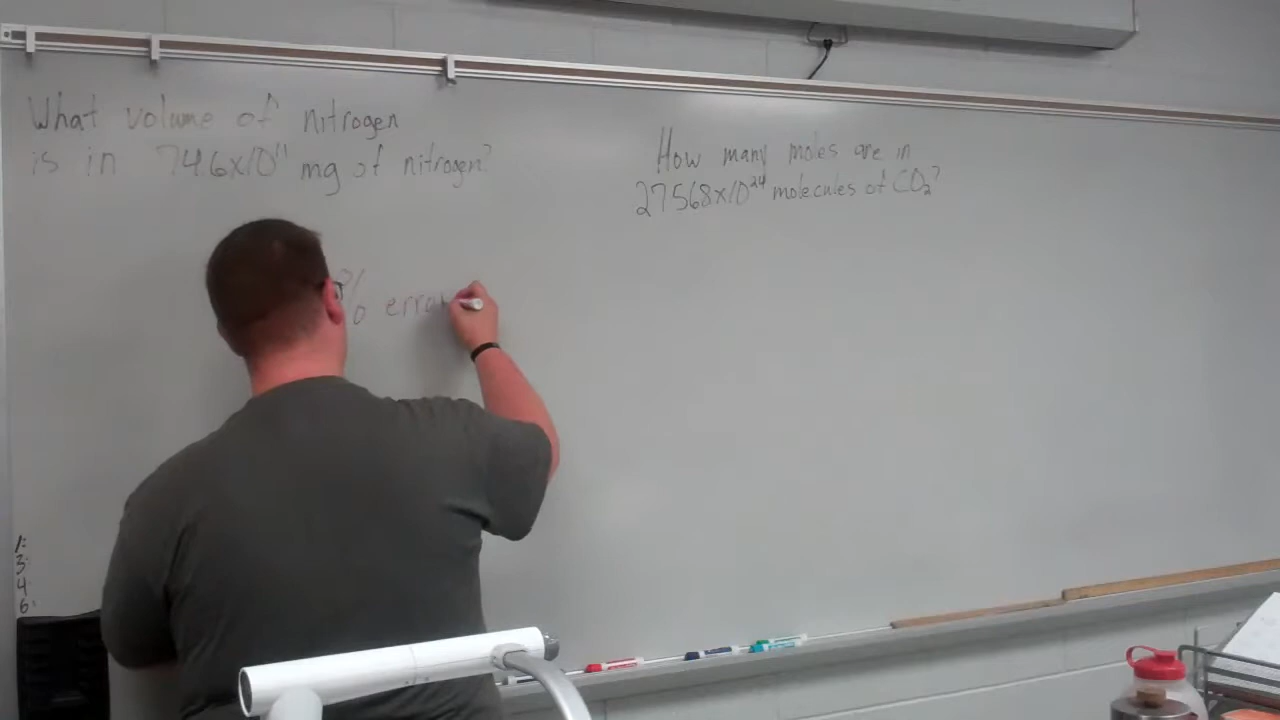 What volume of nitrogen
is in 74.6x10¹¹ mg of nitrogen?
How many moles are in
27568x10²⁴ molecules of CO₂?
% error
1:
3:
4:
6: